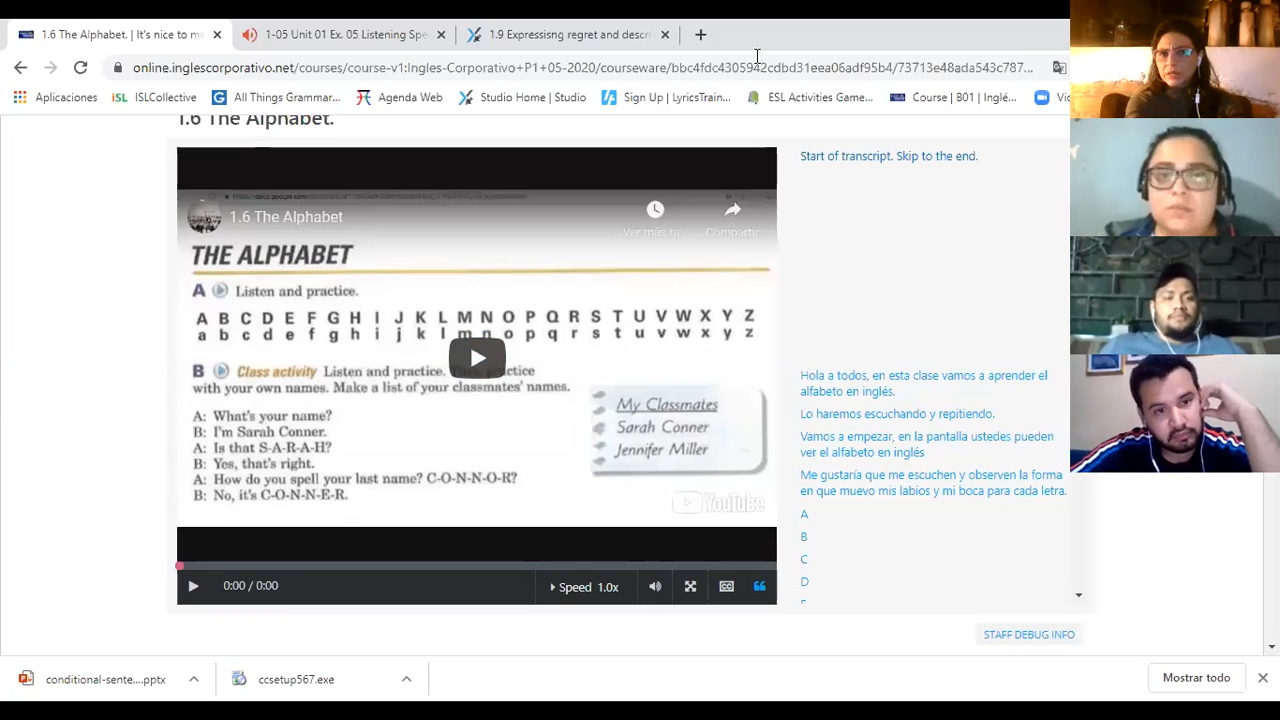 1.6 The Alphabet. | It's nice to me
1-05 Unit 01 Ex. 05 Listening Spe
1.9 Expressisng regret and descri
online.inglescorporativo.net/courses/course-v1:Ingles-Corporativo+P1+05-2020/courseware/bbc4fdc4305942cdbd31eea06adf95b4/73713e48ada543c787...
Aplicaciones
iSL ISLCollective
All Things Grammar...
Agenda Web
Studio Home | Studio
Sign Up | LyricsTrain...
ESL Activities Game...
Course | B01 | Inglé...
1.6 The Alphabet.
1.6 The Alphabet
Ver más ta
Compartir
THE ALPHABET
A Listen and practice.
A B C D E F G H I J K L M N O P Q R S T U V W X Y Z
a b c d e f g h i j k l m n o p q r s t u v w x y z
B Class activity Listen and practice. practice
with your own names. Make a list of your classmates' names.
A: What's your name?
B: I'm Sarah Conner.
A: Is that S-A-R-A-H?
B: Yes, that's right.
A: How do you spell your last name? C-O-N-N-O-R?
B: No, it's C-O-N-N-E-R.
My Classmates
Sarah Conner
Jennifer Miller
YouTube
0:00 / 0:00
Speed 1.0x
Start of transcript. Skip to the end.
Hola a todos, en esta clase vamos a aprender el
alfabeto en inglés.
Lo haremos escuchando y repitiendo.
Vamos a empezar, en la pantalla ustedes pueden
ver el alfabeto en inglés
Me gustaría que me escuchen y observen la forma
en que muevo mis labios y mi boca para cada letra.
A
B
C
D
STAFF DEBUG INFO
conditional-sente....pptx
ccsetup567.exe
Mostrar todo